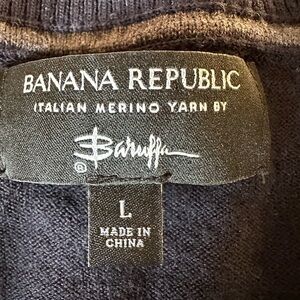 BANANA REPUBLIC
ITALIAN MERINO YARN BY
Baruffa
®
L
MADE IN
CHINA